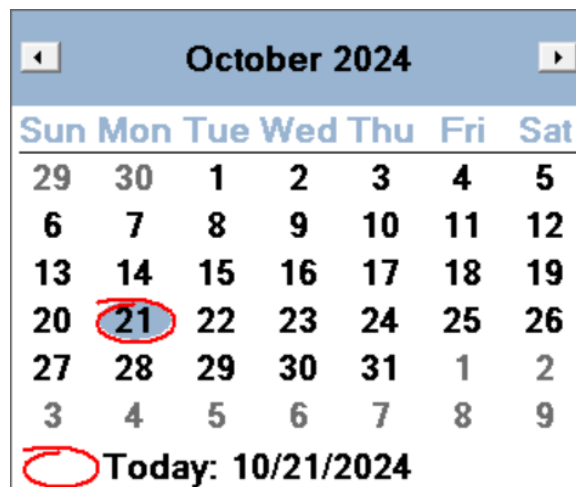 October 2024
Sun Mon Tue Wed Thu Fri Sat
29 30 1 2 3 4 5
6 7 8 9 10 11 12
13 14 15 16 17 18 19
20 21 22 23 24 25 26
27 28 29 30 31 1 2
3 4 5 6 7 8 9
Today: 10/21/2024